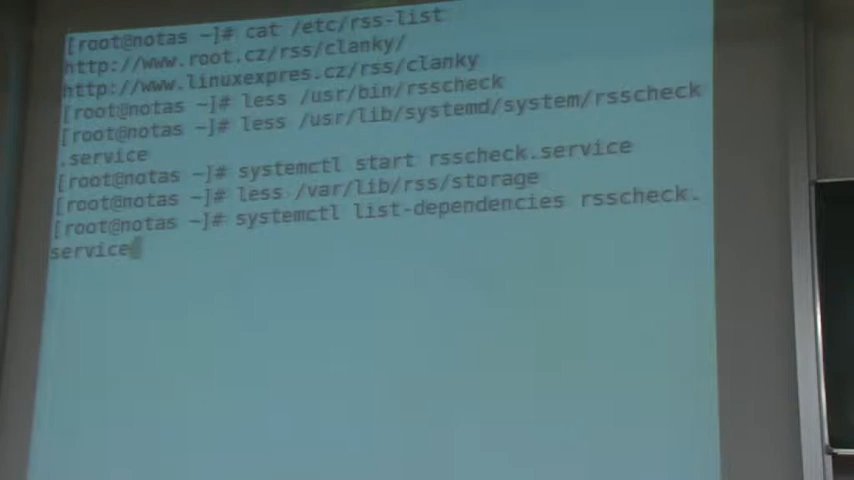 [root@notas ~]# cat /etc/rss-list
http://www.root.cz/rss/clanky/
http://www.linuxexpres.cz/rss/clanky
[root@notas ~]# less /usr/bin/rsscheck
[root@notas ~]# less /usr/lib/systemd/system/rsscheck
.service
[root@notas ~]# systemctl start rsscheck.service
[root@notas ~]# less /var/lib/rss/storage
[root@notas ~]# systemctl list-dependencies rsscheck.
service